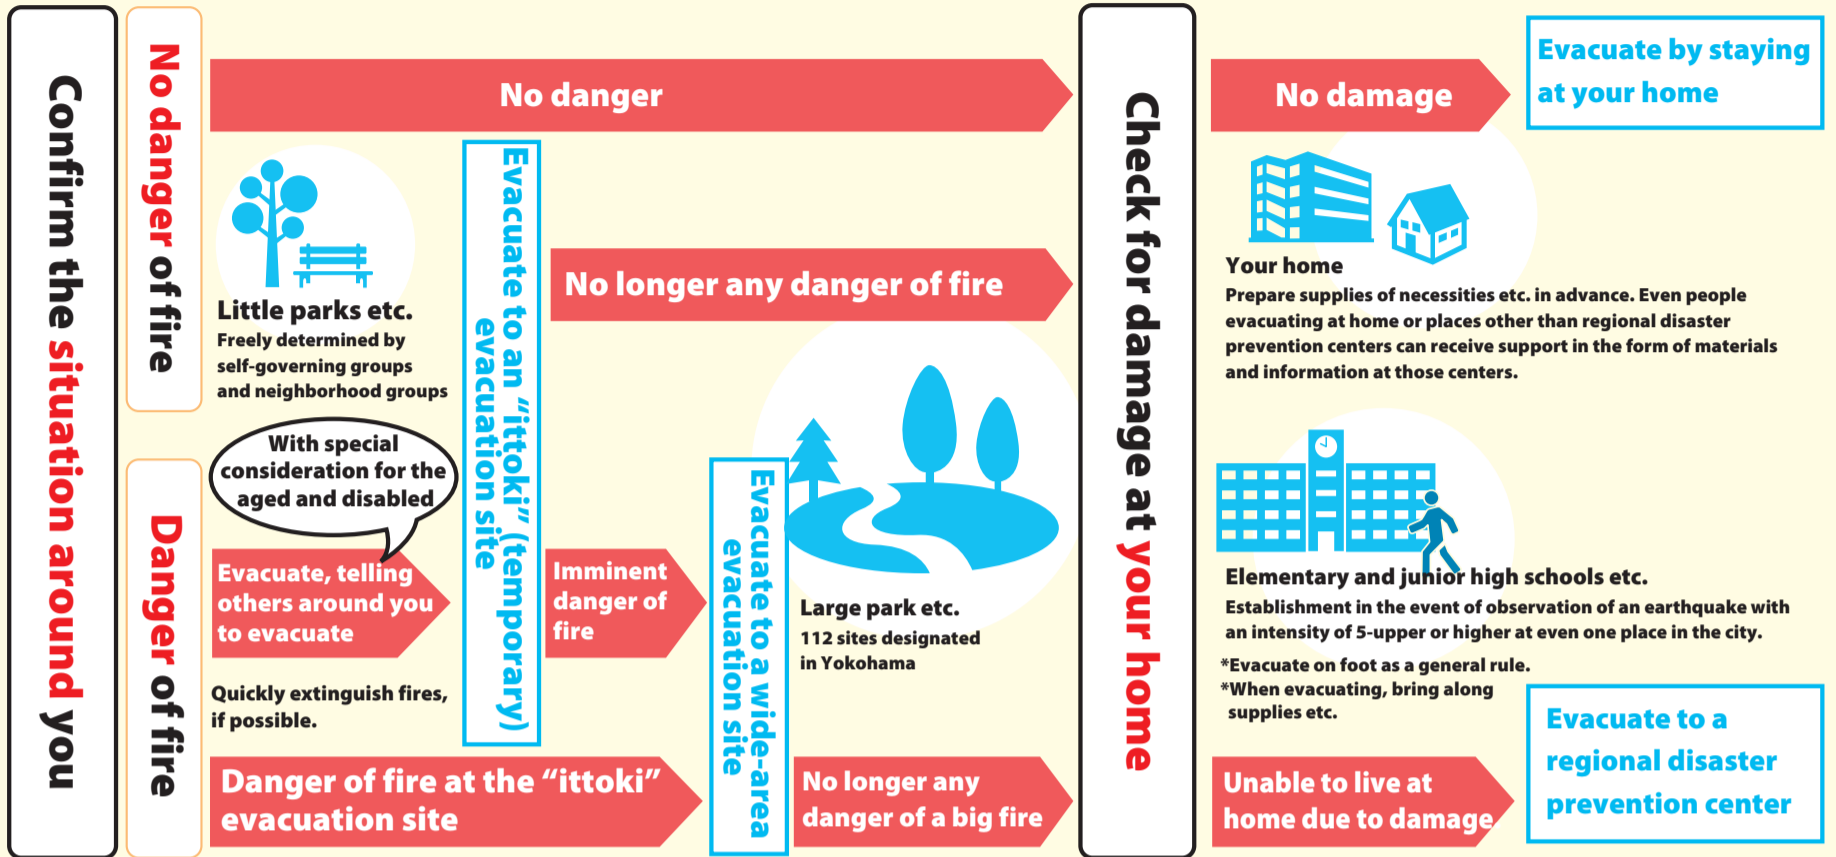 Confirm the situation around you
No danger of fire
No danger
Little parks etc.
Freely determined by
self-governing groups
and neighborhood groups
With special
consideration for the
aged and disabled
Danger of fire
Evacuate, telling
others around you
to evacuate
Quickly extinguish fires,
if possible.
Danger of fire at the “ittoki”
evacuation site
Evacuate to an “ittoki” (temporary)
evacuation site
No longer any danger of fire
Imminent
danger of
fire
Evacuate to a wide-area
evacuation site
Large park etc.
112 sites designated
in Yokohama
No longer any
danger of a big fire
Check for damage at your home
No damage
Evacuate by staying
at your home
Your home
Prepare supplies of necessities etc. in advance. Even people
evacuating at home or places other than regional disaster
prevention centers can receive support in the form of materials
and information at those centers.
Elementary and junior high schools etc.
Establishment in the event of observation of an earthquake with
an intensity of 5-upper or higher at even one place in the city.
*Evacuate on foot as a general rule.
*When evacuating, bring along
supplies etc.
Unable to live at
home due to damage
Evacuate to a
regional disaster
prevention center